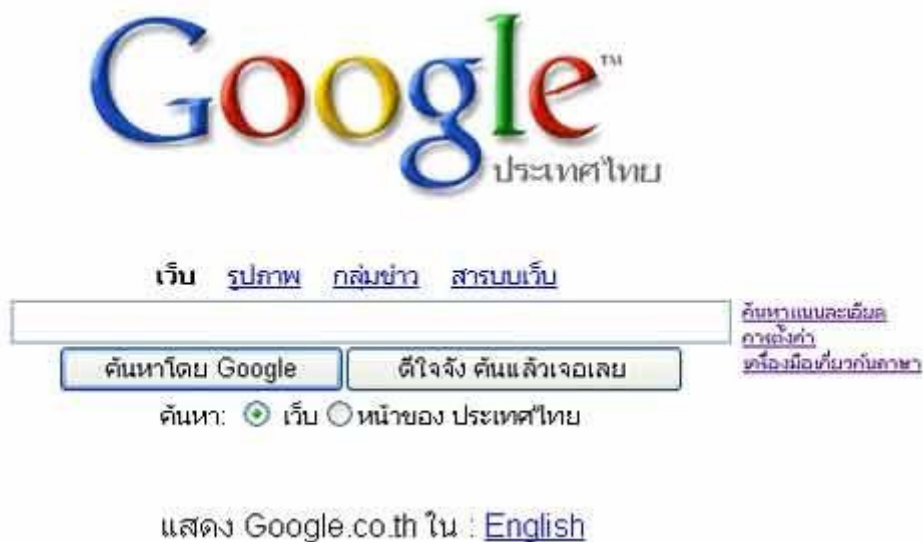 Google™
ประเทศไทย
เว็บ รูปภาพ กลุ่มข่าว สารบบเว็บ
ค้นหาแบบละเอียด
การตั้งค่า
เครื่องมือเกี่ยวกับภาษา
ค้นหาโดย Google ดีใจจัง ค้นแล้วเจอเลย
ค้นหา: เว็บ หน้าของ ประเทศไทย
แสดง Google.co.th ใน : English